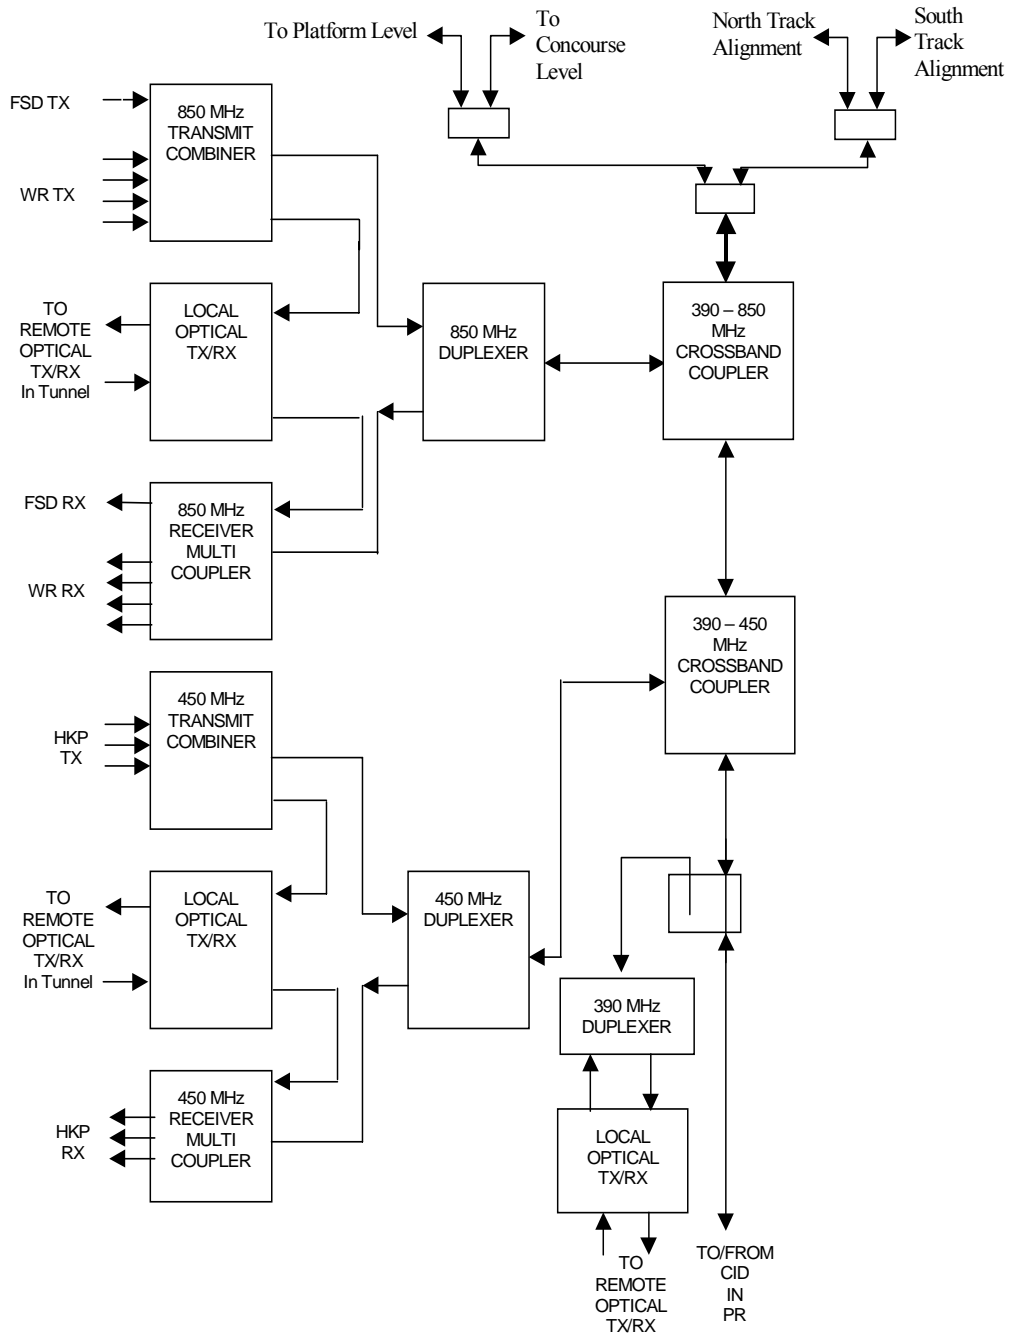 To Platform Level
To
Concourse
Level
North Track
Alignment
South
Track
Alignment
FSD TX
WR TX
850 MHz
TRANSMIT
COMBINER
TO
REMOTE
OPTICAL
TX/RX
In Tunnel
LOCAL
OPTICAL
TX/RX
850 MHz
DUPLEXER
390 – 850
MHz
CROSSBAND
COUPLER
FSD RX
WR RX
850 MHz
RECEIVER
MULTI
COUPLER
390 – 450
MHz
CROSSBAND
COUPLER
HKP
TX
450 MHz
TRANSMIT
COMBINER
TO
REMOTE
OPTICAL
TX/RX
In Tunnel
LOCAL
OPTICAL
TX/RX
450 MHz
DUPLEXER
390 MHz
DUPLEXER
HKP
RX
450 MHz
RECEIVER
MULTI
COUPLER
LOCAL
OPTICAL
TX/RX
TO
REMOTE
OPTICAL
TX/RX
TO/FROM
CID
IN
PR